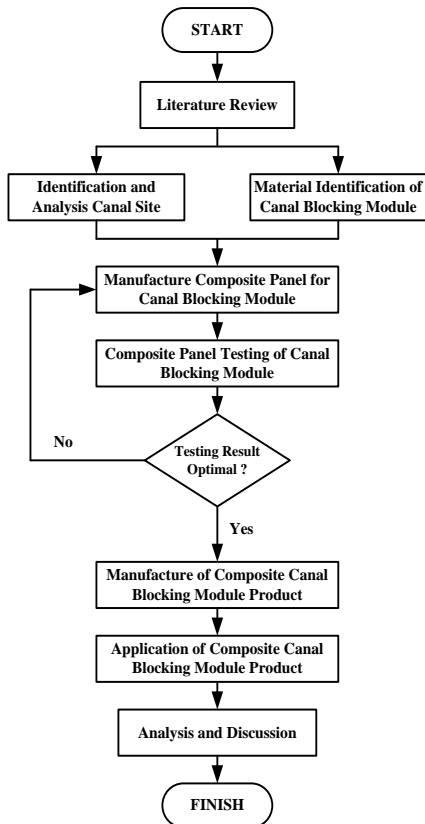 START
Literature Review
Identification and
Analysis Canal Site
Material Identification of
Canal Blocking Module
Manufacture Composite Panel for
Canal Blocking Module
Composite Panel Testing of Canal
Blocking Module
No
Testing Result
Optimal ?
Yes
Manufacture of Composite Canal
Blocking Module Product
Application of Composite Canal
Blocking Module Product
Analysis and Discussion
FINISH